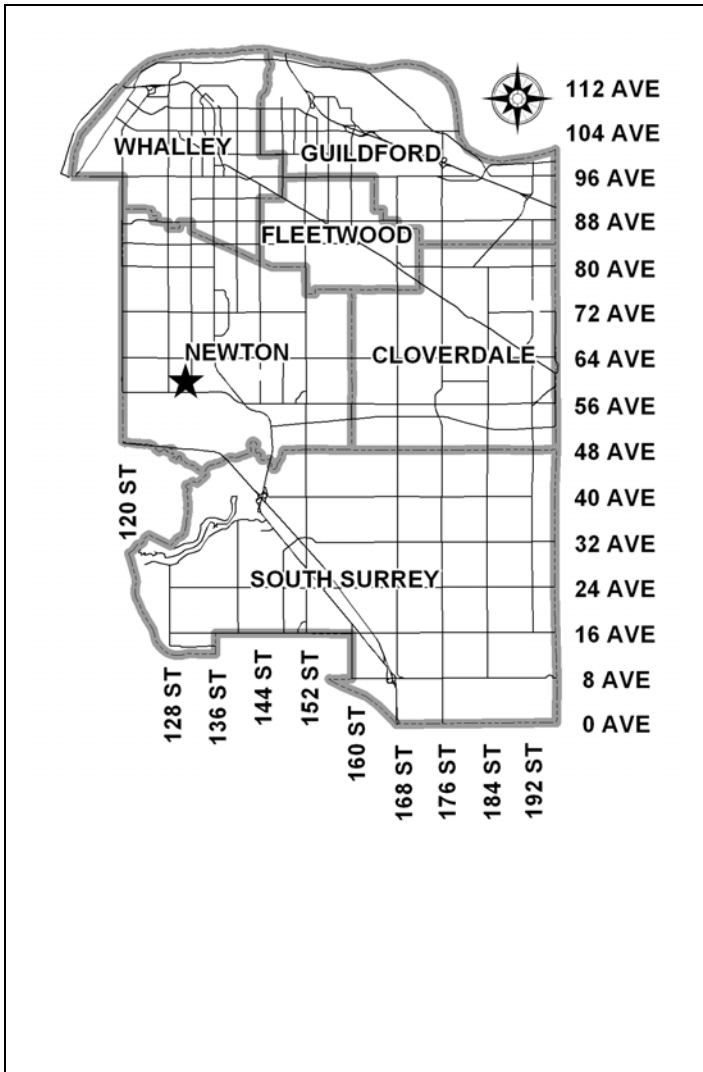 112 AVE
104 AVE
WHALLEY
GUILDFORD
96 AVE
88 AVE
FLEETWOOD
80 AVE
72 AVE
NEWTON
CLOVERDALE
64 AVE
56 AVE
48 AVE
120 ST
40 AVE
32 AVE
SOUTH SURREY
24 AVE
16 AVE
128 ST
136 ST
144 ST
152 ST
8 AVE
160 ST
0 AVE
168 ST
176 ST
184 ST
192 ST